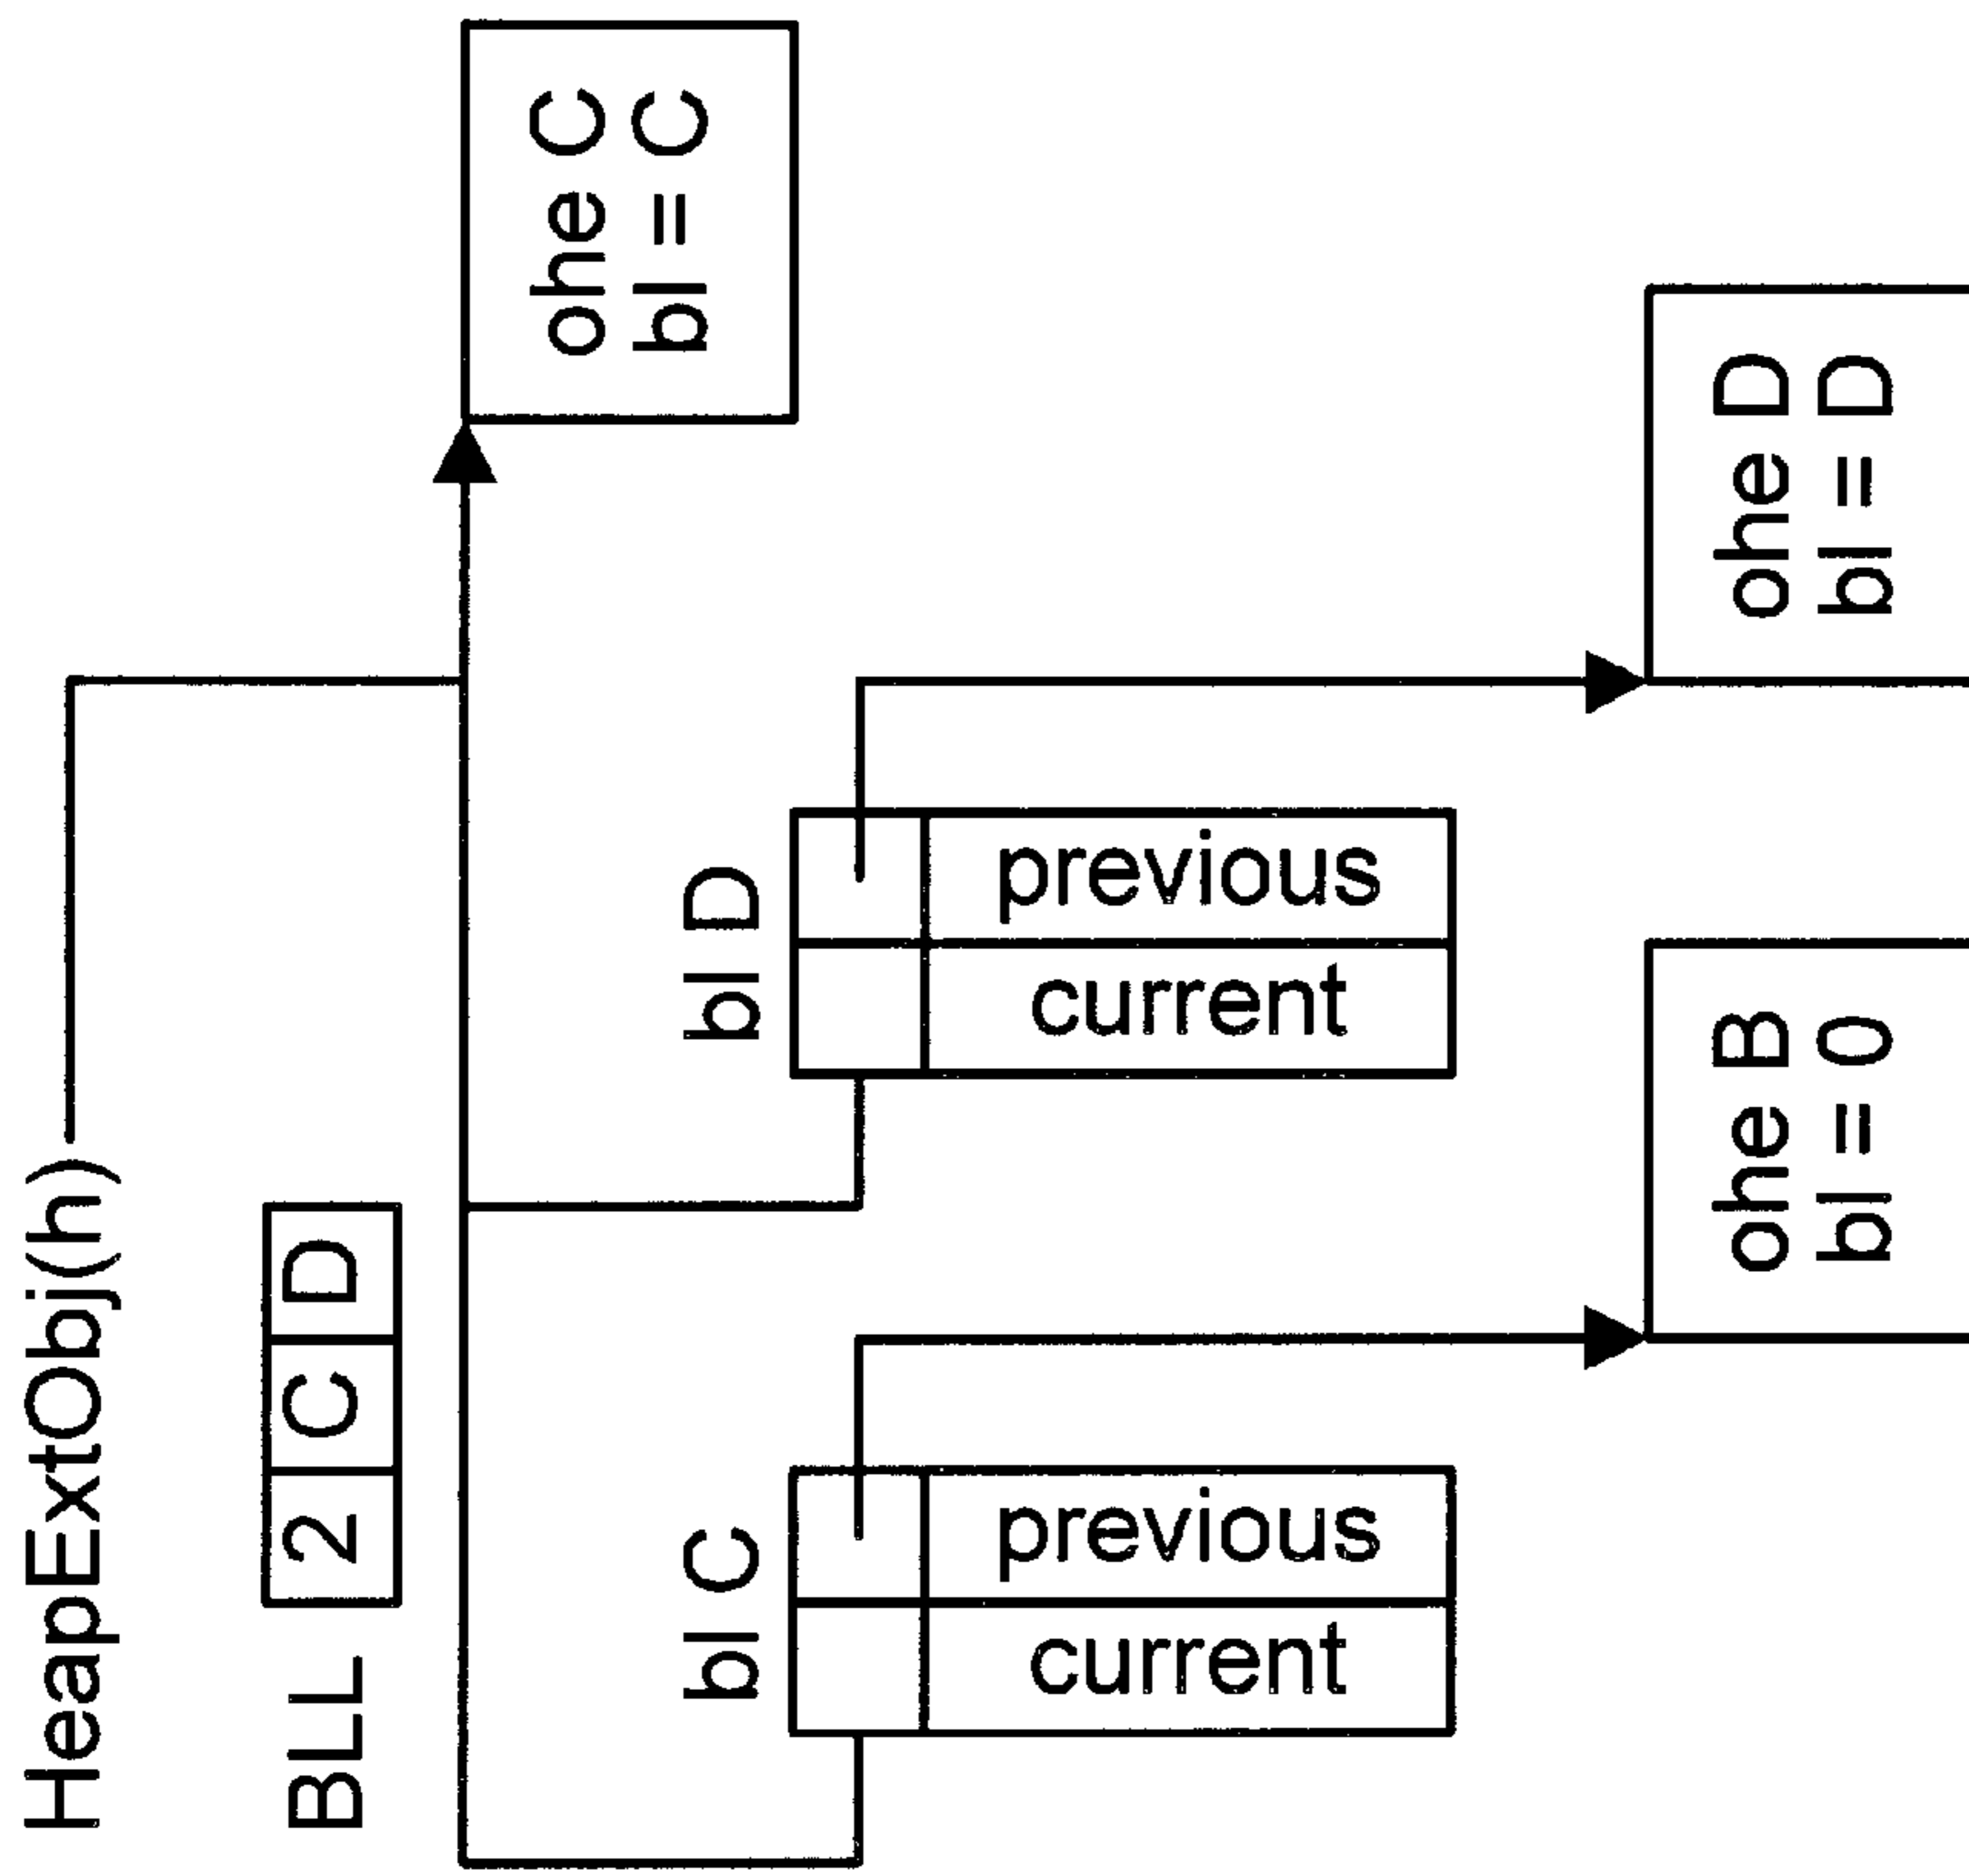 HeapExtObj(h)
BLL 2 C D
ohe C
bl = C
bl C
current
previous
bl D
current
previous
ohe B
bl = 0
ohe D
bl = D